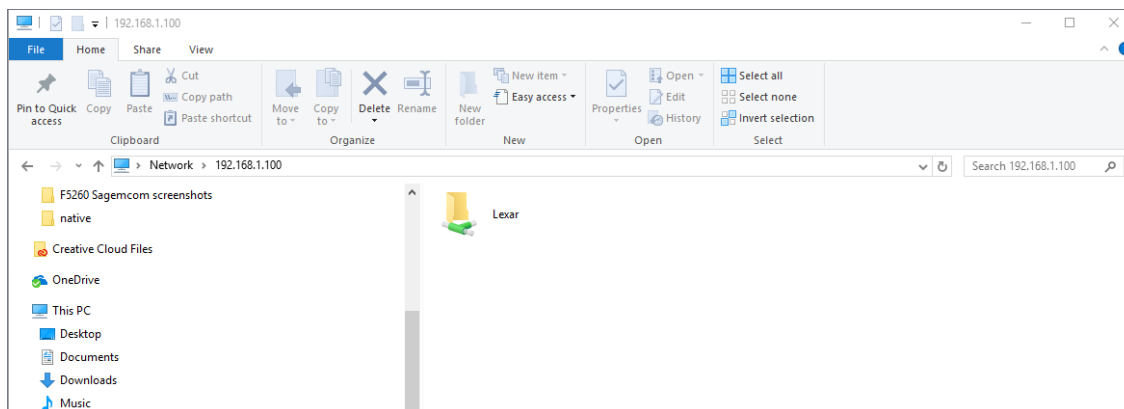 192.168.1.100
File Home Share View
Pin to Quick access
Copy
Paste
Cut
Copy path
Paste shortcut
Clipboard
Move to
Copy to
Delete
Rename
Organize
New folder
New item
Easy access
New
Properties
Open
Edit
History
Open
Select all
Select none
Invert selection
Select
Network > 192.168.1.100
Search 192.168.1.100
F5260 Sagemcom screenshots
native
Creative Cloud Files
OneDrive
This PC
Desktop
Documents
Downloads
Music
Lexar